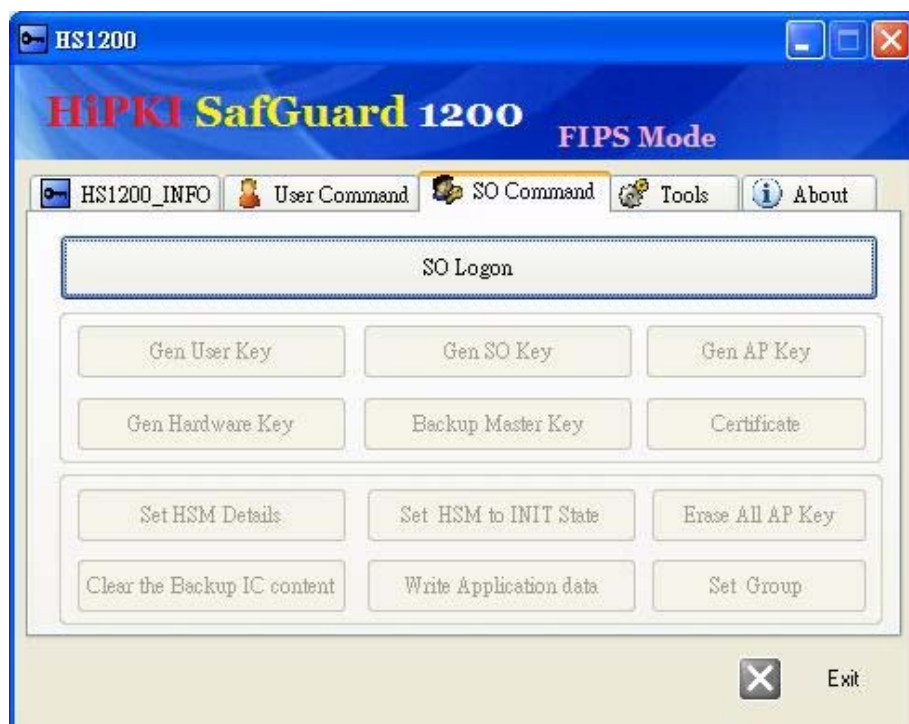 HS1200
HiPKI SafGuard 1200
FIPS Mode
HS1200_INFO User Command SO Command Tools About
SO Logon
Gen User Key Gen SO Key Gen AP Key
Gen Hardware Key Backup Master Key Certificate
Set HSM Details Set HSM to INIT State Erase All AP Key
Clear the Backup IC content Write Application data Set Group
Exit